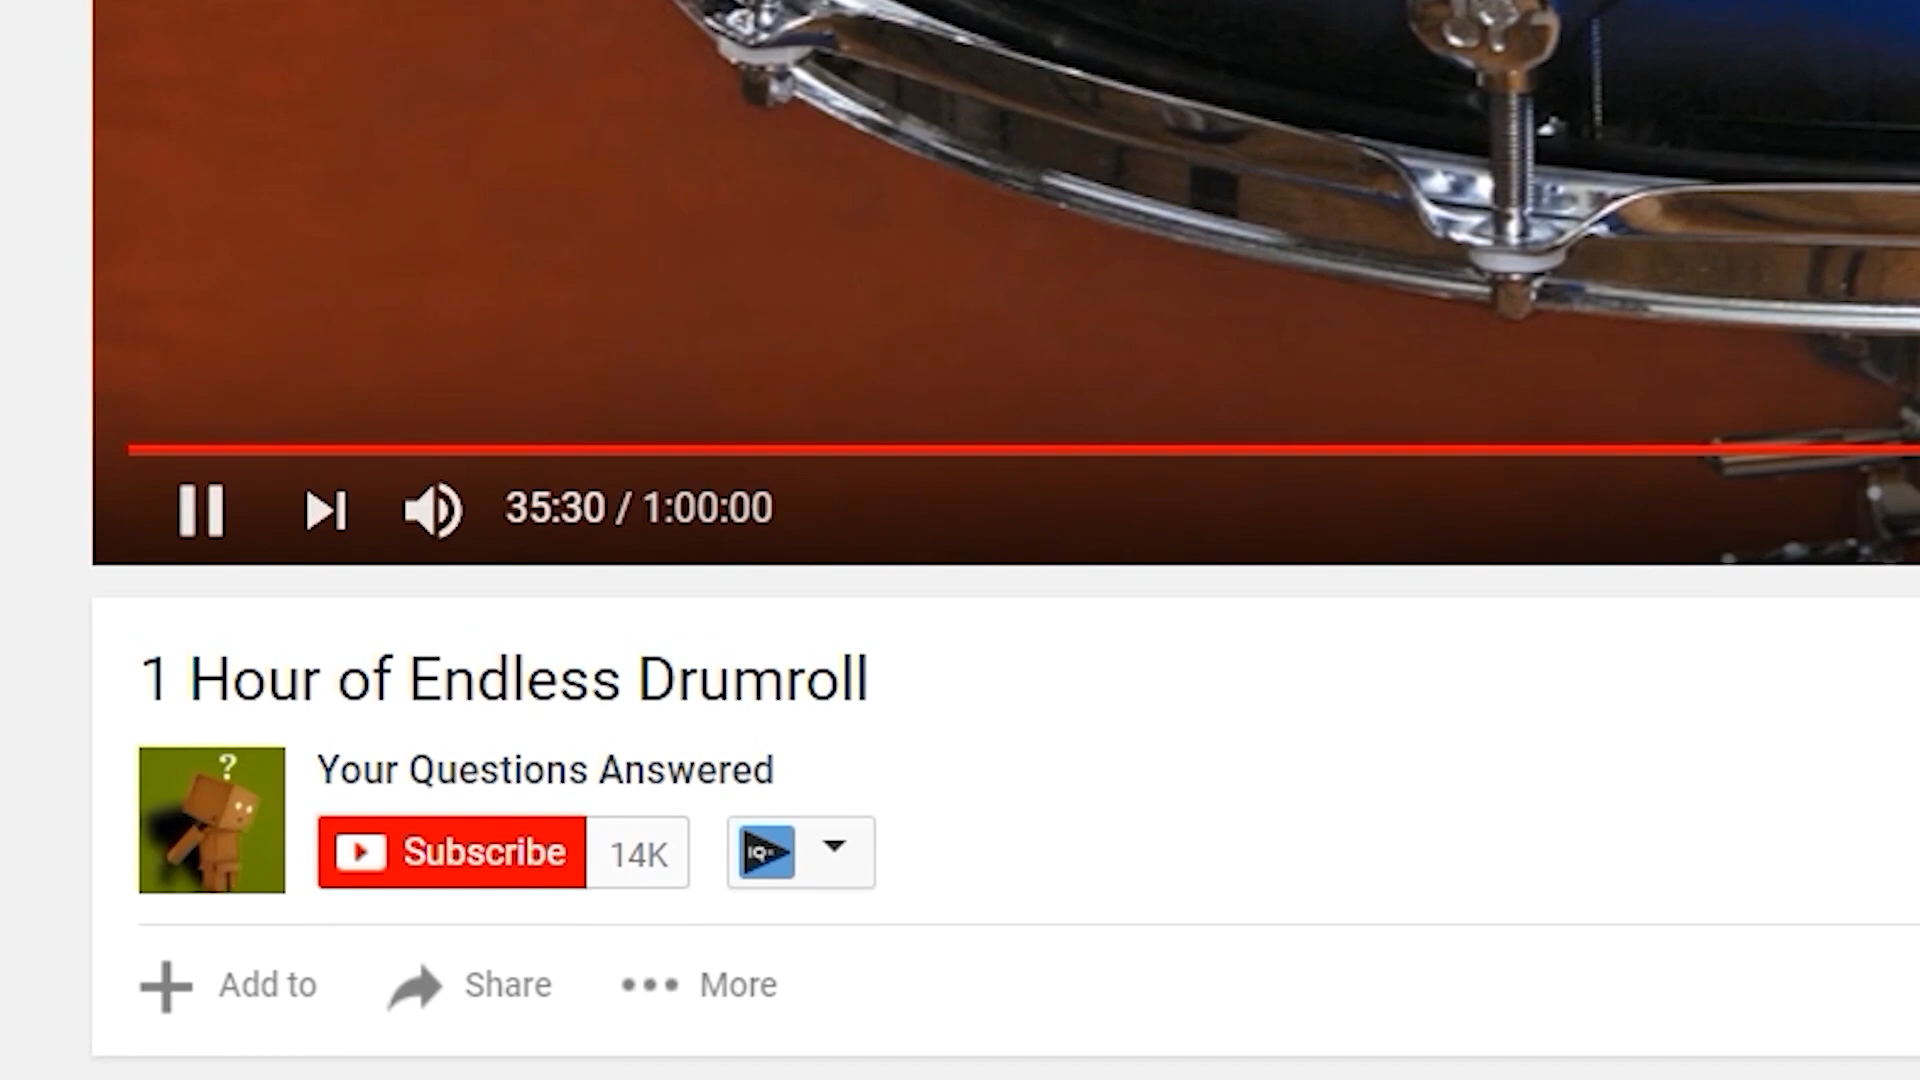 35:30 / 1:00:00
1 Hour of Endless Drumroll
?
Your Questions Answered
Subscribe 14K IQ=
Add to Share More